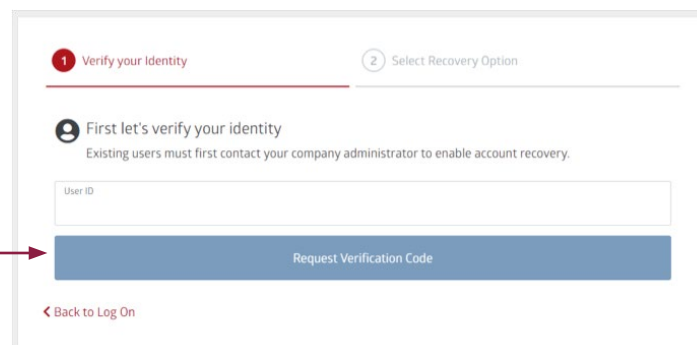 1 Verify your Identity
2 Select Recovery Option
First let's verify your identity
Existing users must first contact your company administrator to enable account recovery.
User ID
Request Verification Code
Back to Log On